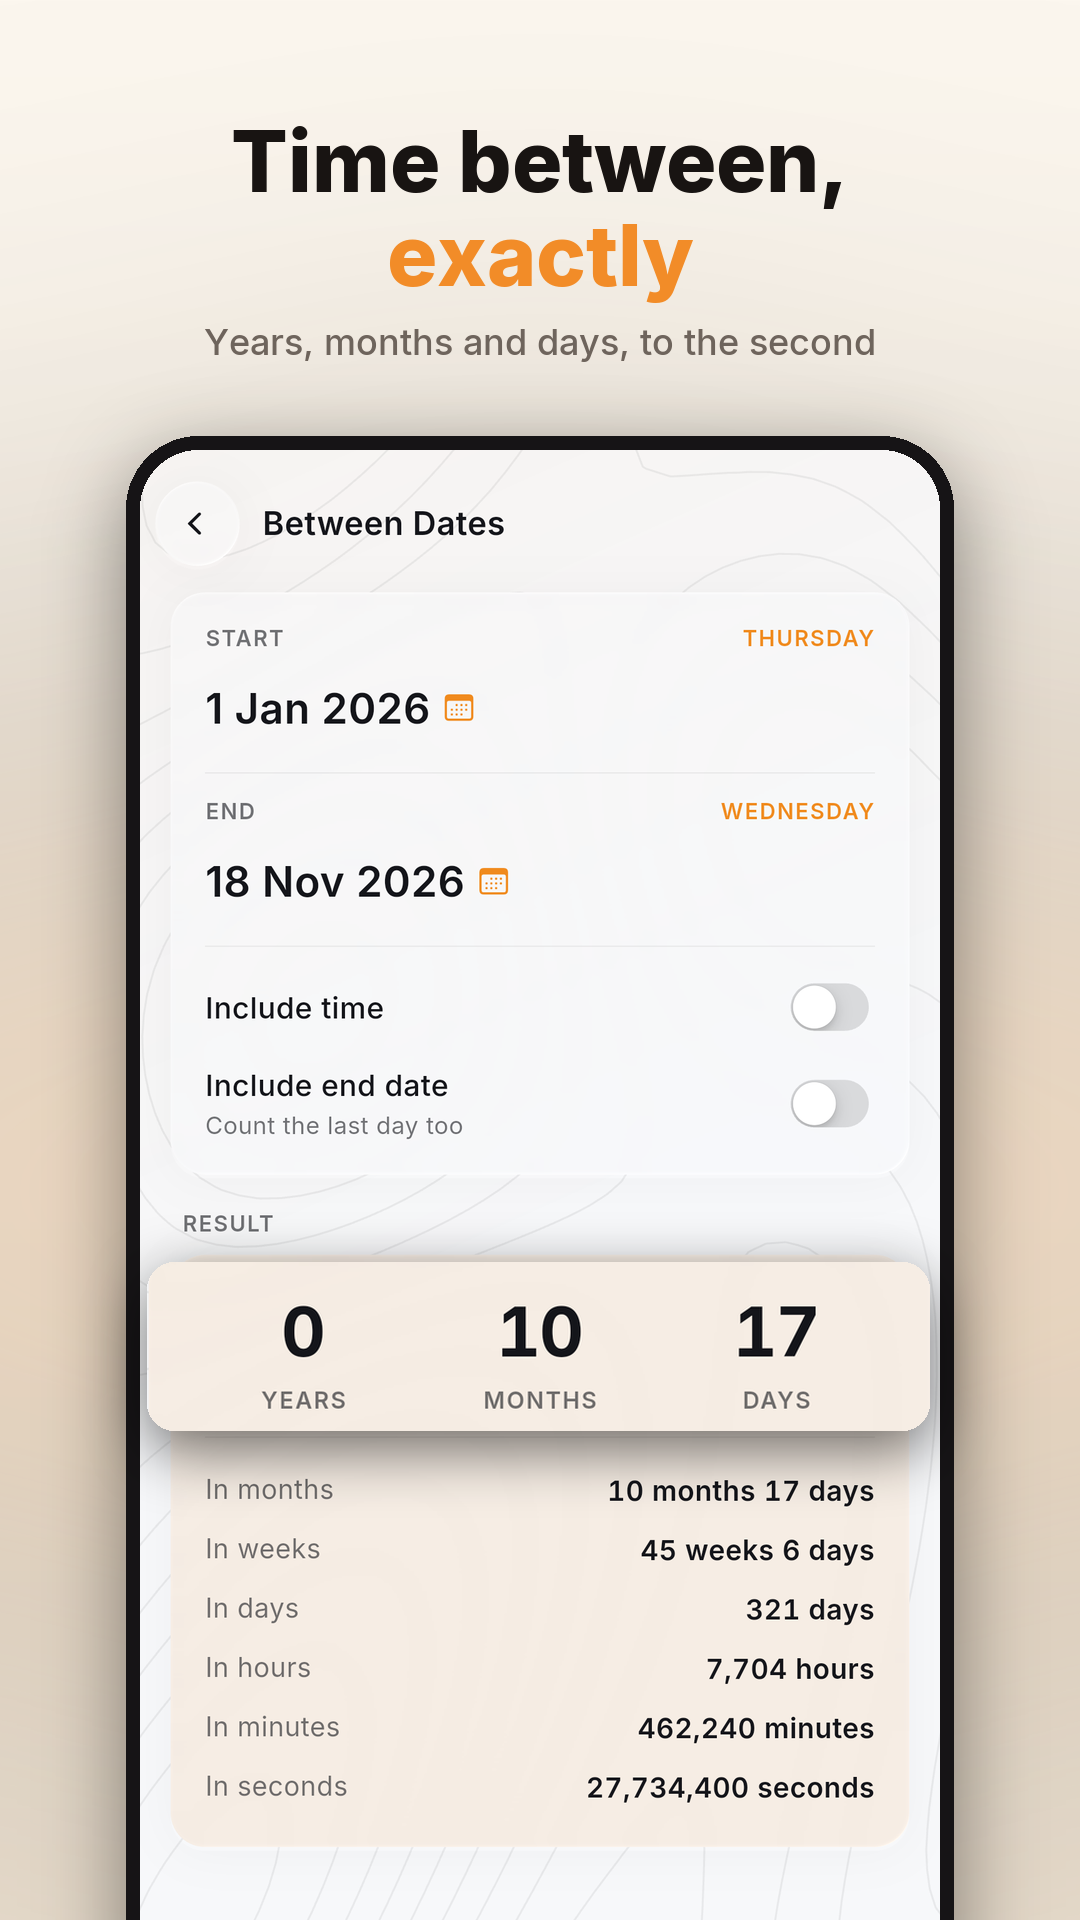 Time between,
exactly
Years, months and days, to the second
Between Dates
START THURSDAY
1 Jan 2026
END WEDNESDAY
18 Nov 2026
Include time
Include end date
Count the last day too
RESULT
0 10 17
YEARS MONTHS DAYS
In months 10 months 17 days
In weeks 45 weeks 6 days
In days 321 days
In hours 7,704 hours
In minutes 462,240 minutes
In seconds 27,734,400 seconds